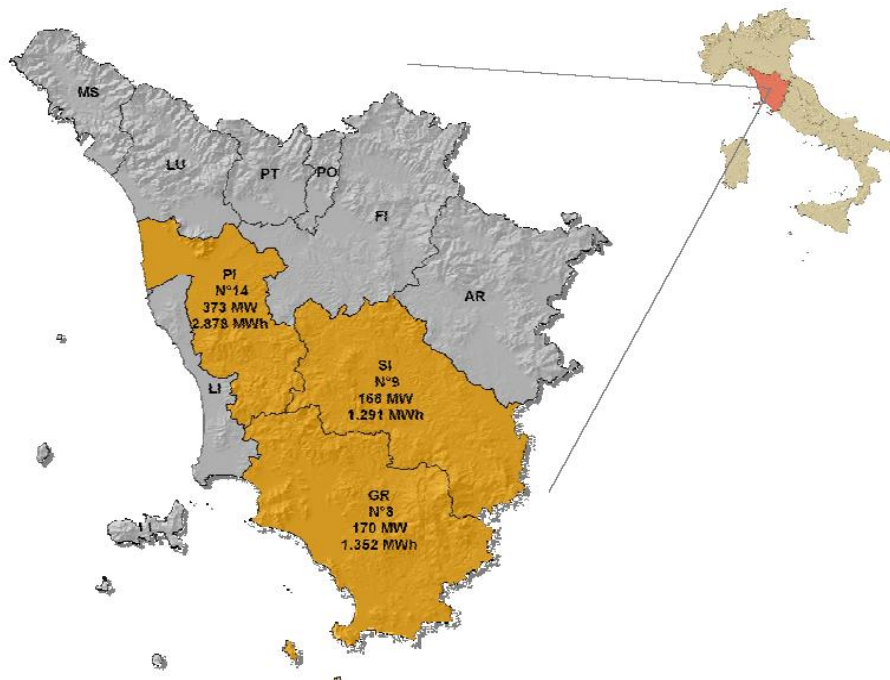 MS
LU
PT
PO
FI
AR
PI
N°14
373 MW
2.878 MWh
SI
N°9
168 MW
1.291 MWh
LI
GR
N°8
170 MW
1.352 MWh